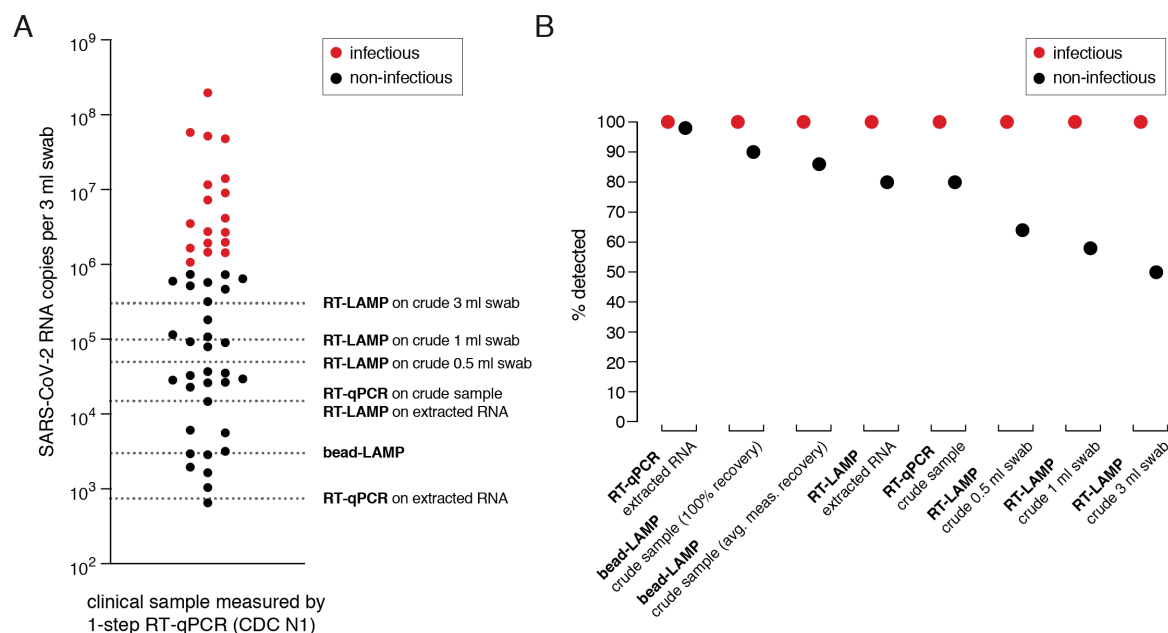 A
SARS-CoV-2 RNA copies per 3 ml swab
10⁹
10⁸
10⁷
10⁶
10⁵
10⁴
10³
10²
infectious
non-infectious
RT-LAMP on crude 3 ml swab
RT-LAMP on crude 1 ml swab
RT-LAMP on crude 0.5 ml swab
RT-qPCR on crude sample
RT-LAMP on extracted RNA
bead-LAMP
RT-qPCR on extracted RNA
clinical sample measured by
1-step RT-qPCR (CDC N1)
B
infectious
non-infectious
% detected
100
90
80
70
60
50
40
30
20
10
0
RT-qPCR
extracted RNA
bead-LAMP
crude sample (100% recovery)
bead-LAMP
crude sample (avg. meas. recovery)
RT-LAMP
extracted RNA
RT-qPCR
crude sample
RT-LAMP
crude 0.5 ml swab
RT-LAMP
crude 1 ml swab
RT-LAMP
crude 3 ml swab